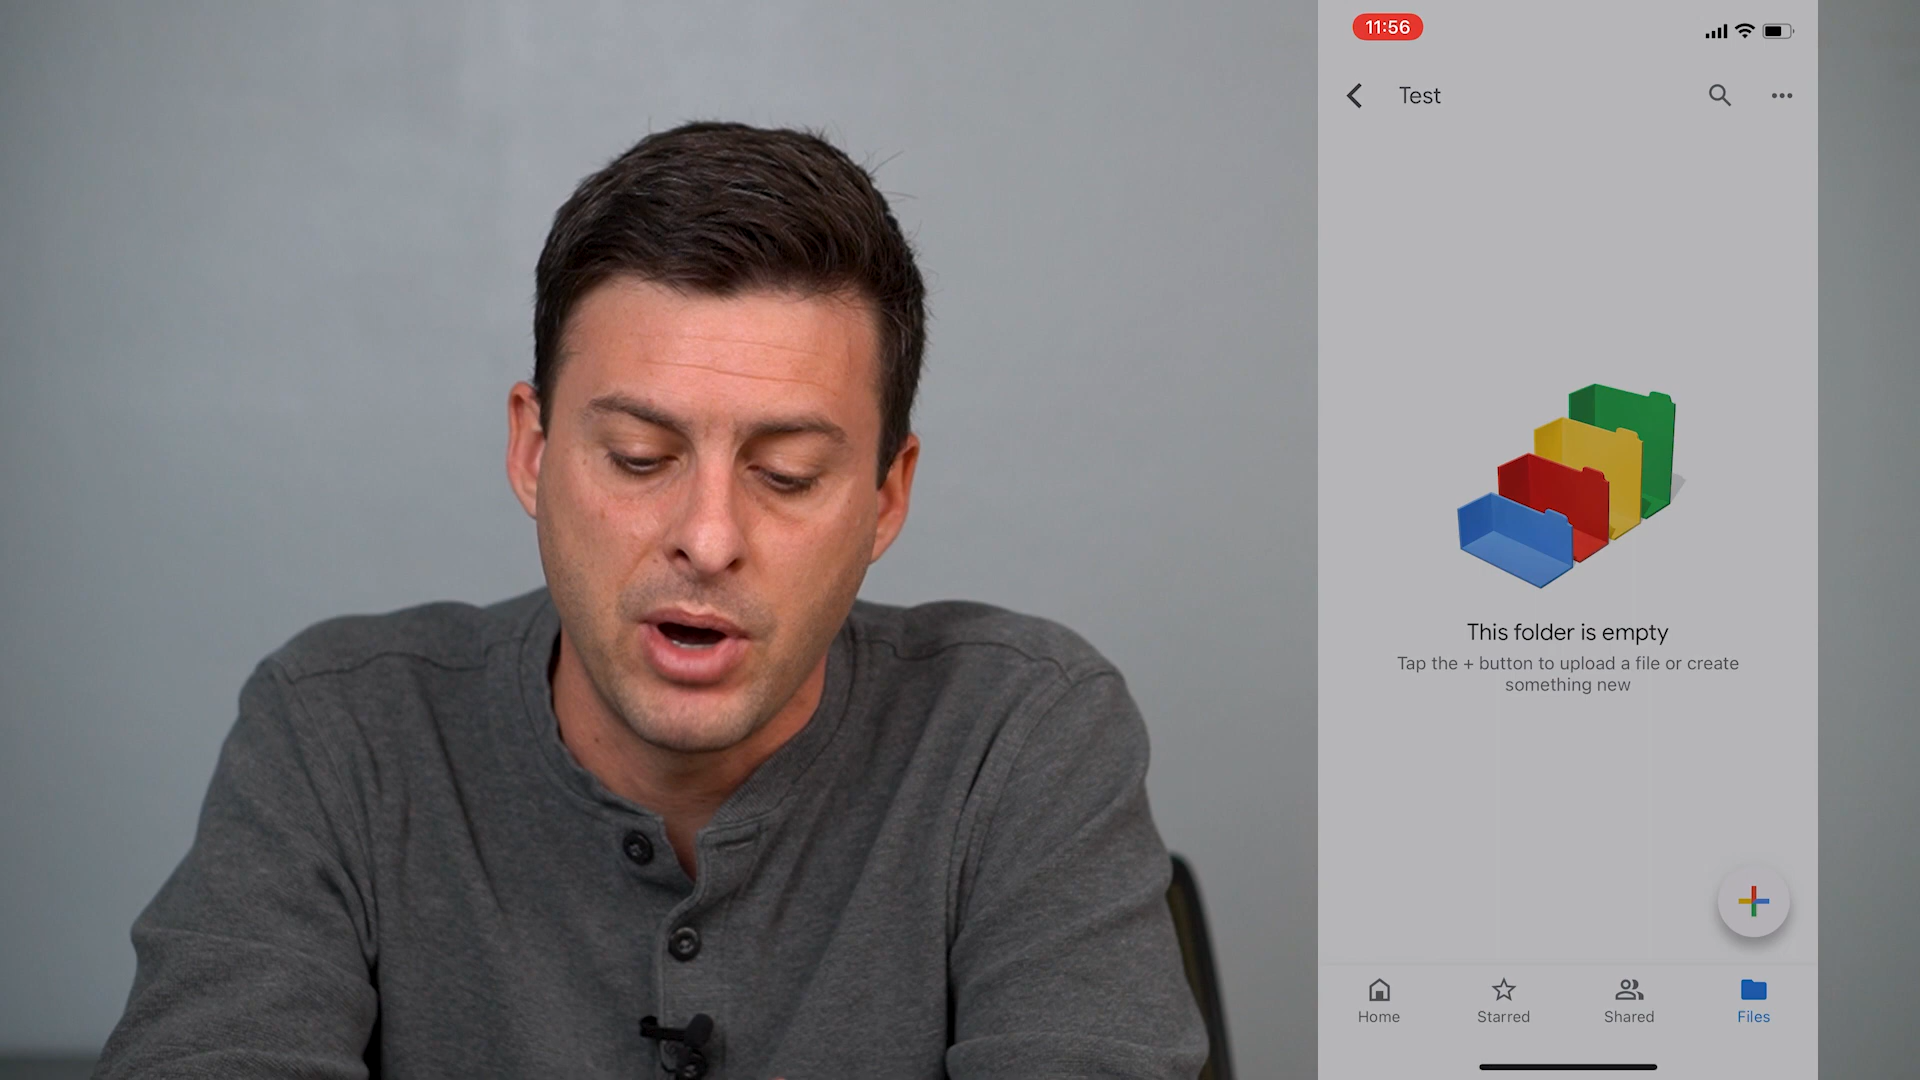 11:56
Test
This folder is empty
Tap the + button to upload a file or create
something new
Home
Starred
Shared
Files